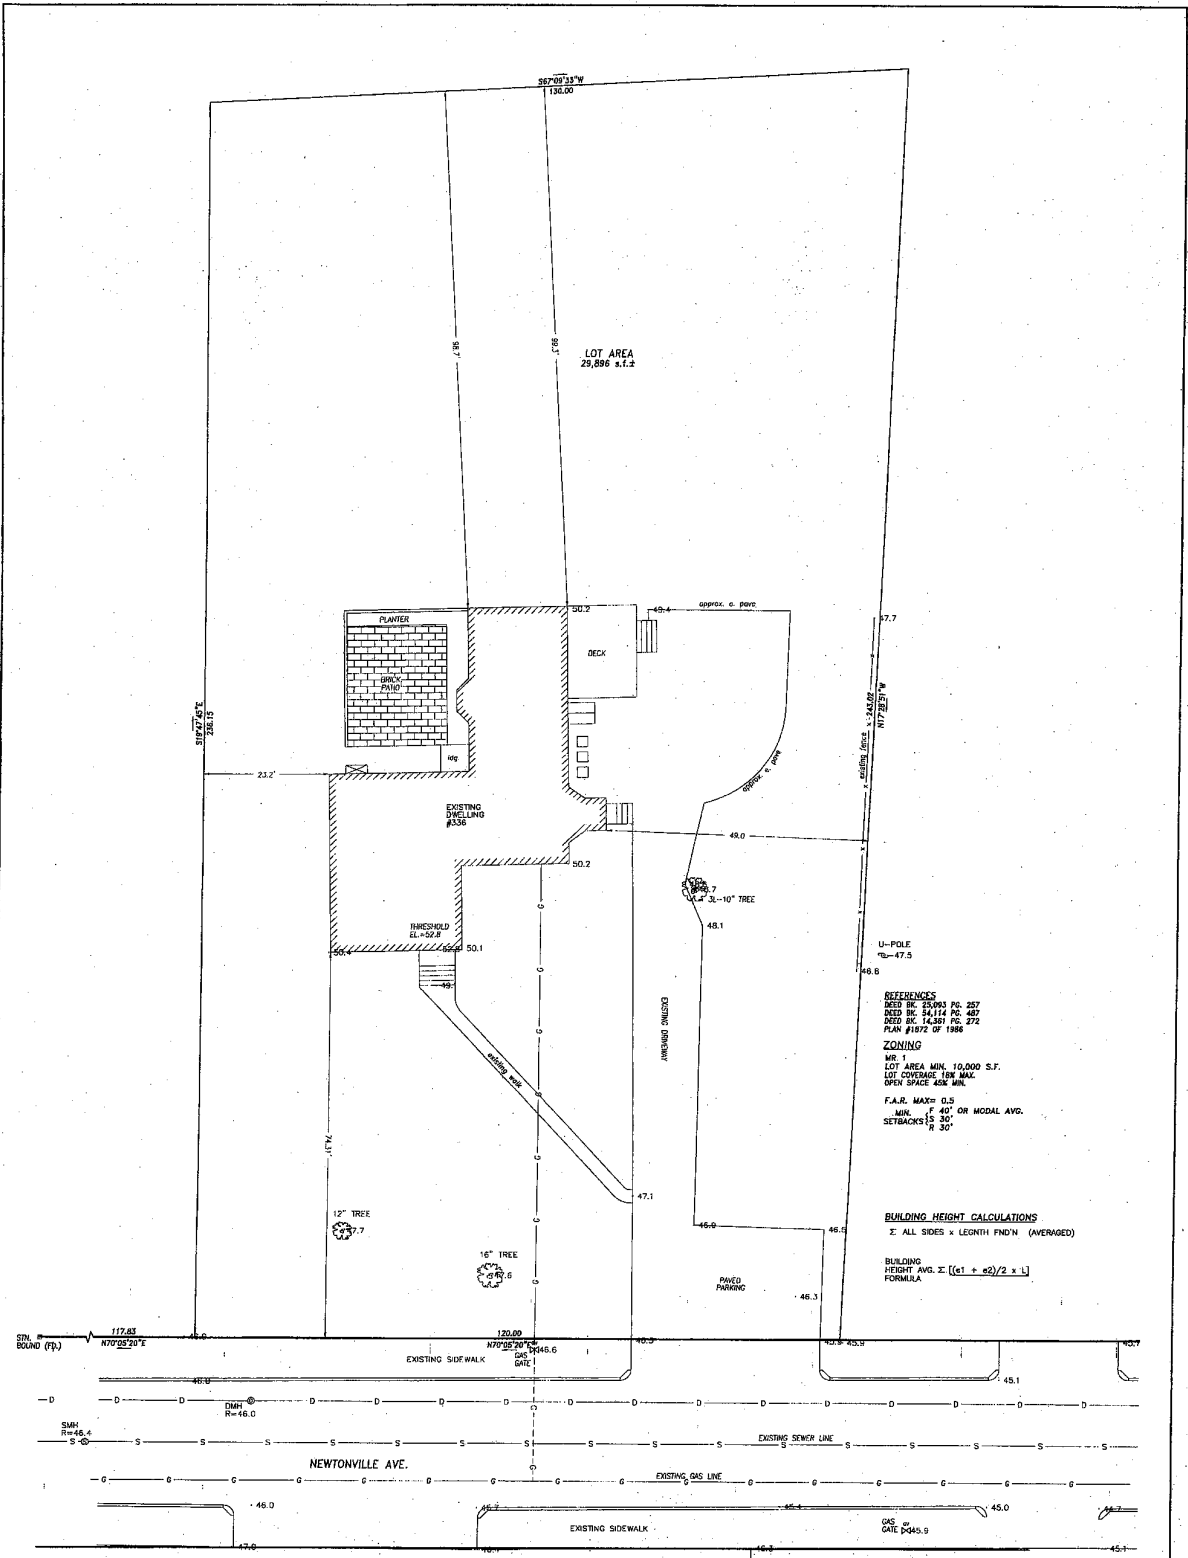 S67°09'33"W
130.00
98.7'
99.3'
LOT AREA
29,896 s.f.±
PLANTER
BRICK
PATIO
ldg.
50.2
DECK
49.4
approx. e. pave
approx. e. pave
47.7
S19°47'45"E
236.15
243.02
N17°28'51"W
x existing fence x
23.2'
EXISTING
DWELLING
#336
49.0
50.2
3L-10" TREE
48.1
THRESHOLD
EL.=52.8
50.4
50.1
U-POLE
47.5
46.6
REFERENCES
DEED BK. 25,093 PG. 257
DEED BK. 54,114 PG. 487
DEED BK. 14,361 PG. 272
PLAN #1872 OF 1986
ZONING
MR. 1
LOT AREA MIN. 10,000 S.F.
LOT COVERAGE 18% MAX.
OPEN SPACE 45% MIN.
F.A.R. MAX= 0.5
MIN. F 40' OR MODAL AVG.
SETBACKS S 30'
R 30'
EXISTING DRIVEWAY
existing walk
74.31'
47.1
12" TREE
16" TREE
45.9
46.5
BUILDING HEIGHT CALCULATIONS
Σ ALL SIDES x LEGNTH FND'N (AVERAGED)
BUILDING
HEIGHT AVG. Σ [(e1 + e2)/2 x L]
FORMULA
PAVED
PARKING
46.3
STN.
BOUND (FD.)
117.83
N70°05'20"E
120.00
N70°05'20"E
46.6
GAS
GATE
45.9
45.7
EXISTING SIDEWALK
45.1
D D D D D D D D D D D D D D D D
DMH
R=46.0
SMH
R=46.4
S S S S S S S S S S S S S S S S
EXISTING SEWER LINE
NEWTONVILLE AVE.
G G G G G G G G G G G G G G G
EXISTING GAS LINE
46.0
45.0
EXISTING SIDEWALK
GAS GV
GATE 45.9
45.1